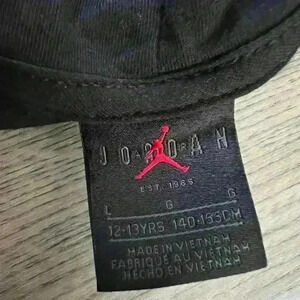 JORDAN
EST. 1985
L G G
12-13YRS 140-155CM
MADE IN VIETNAM
FABRIQUÉ AU VIETNAM
HECHO EN VIETNAM